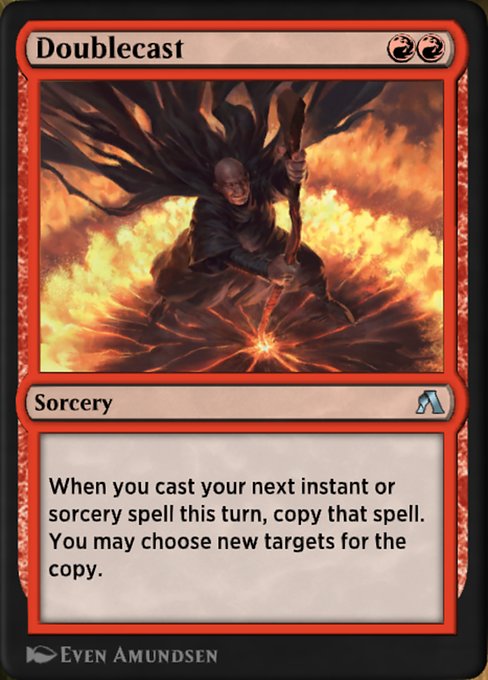 Doublecast
Sorcery
When you cast your next instant or
sorcery spell this turn, copy that spell.
You may choose new targets for the
copy.
Even Amundsen